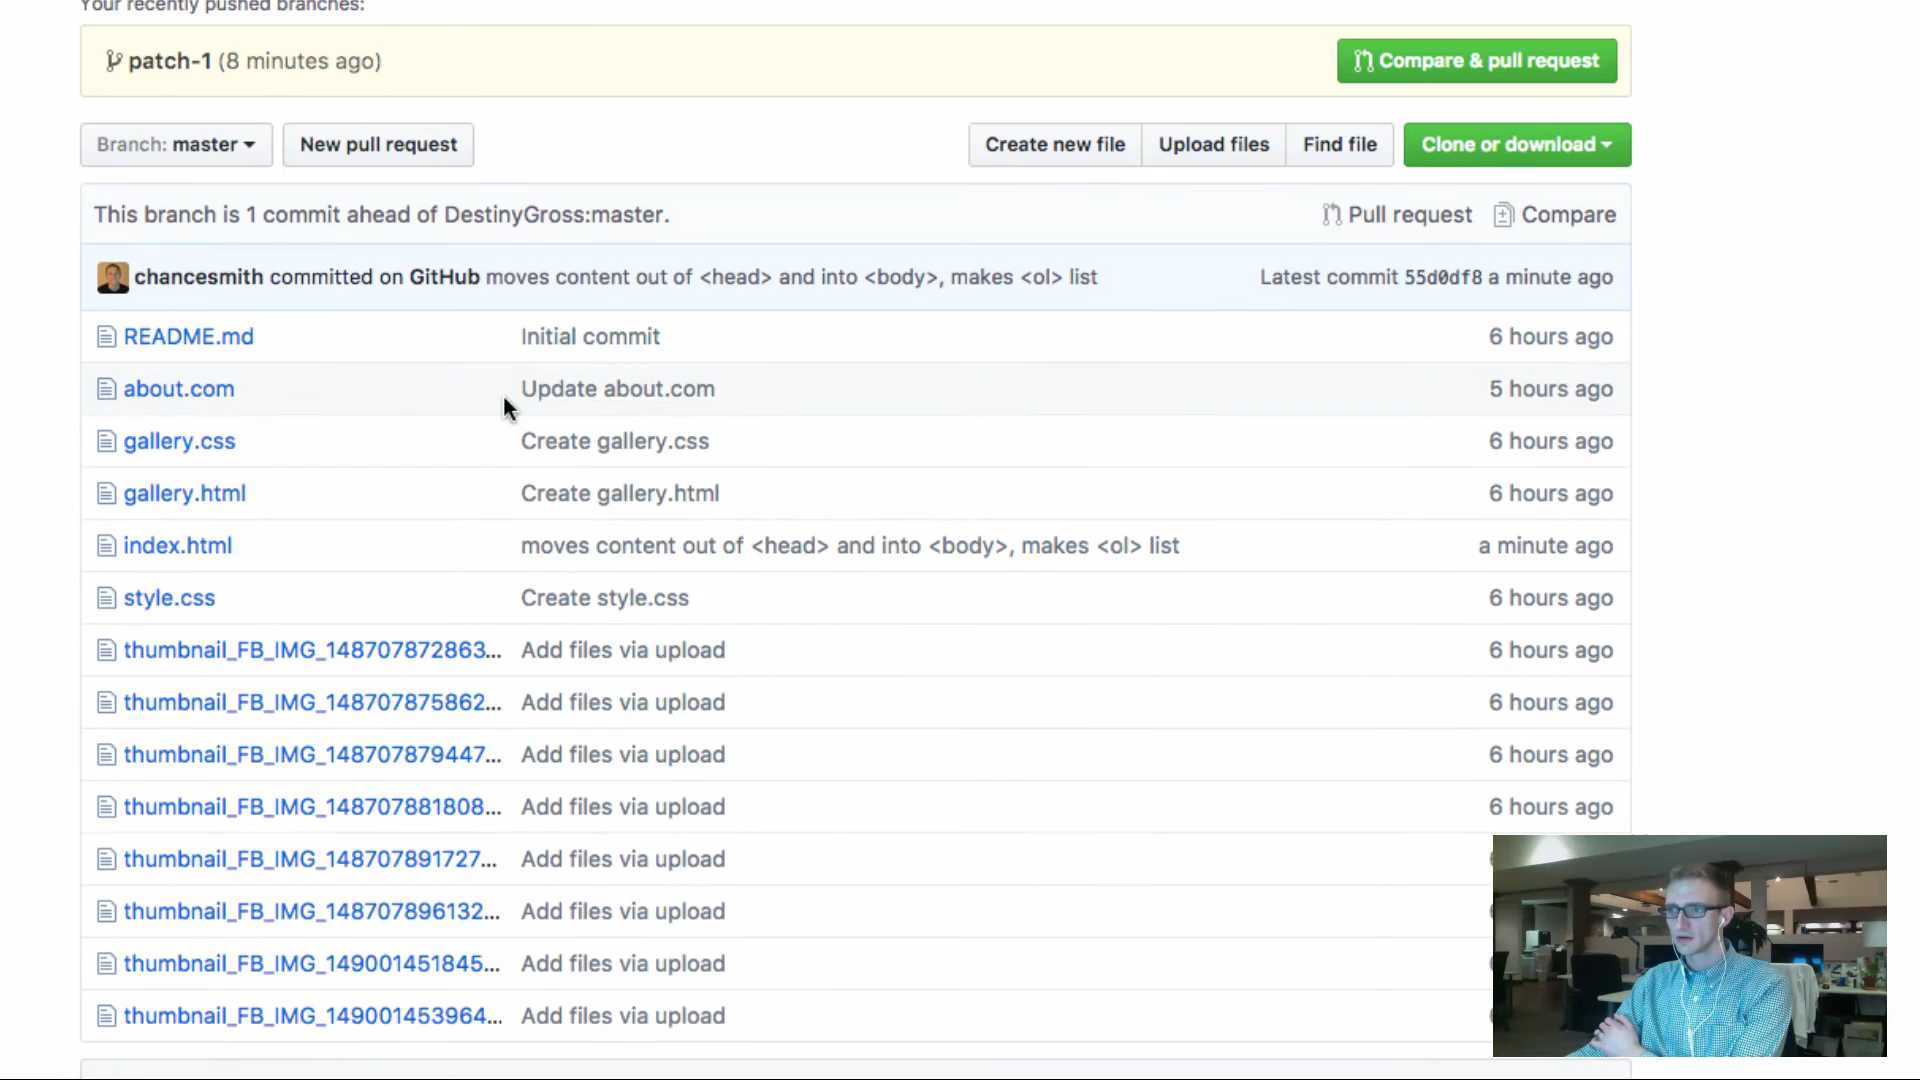 Your recently pushed branches:
patch-1 (8 minutes ago)
Compare & pull request
Branch: master
New pull request
Create new file
Upload files
Find file
Clone or download
This branch is 1 commit ahead of DestinyGross:master.
Pull request
Compare
chancesmith committed on GitHub moves content out of <head> and into <body>, makes <ol> list
Latest commit 55d0df8 a minute ago
README.md Initial commit 6 hours ago
about.com Update about.com 5 hours ago
gallery.css Create gallery.css 6 hours ago
gallery.html Create gallery.html 6 hours ago
index.html moves content out of <head> and into <body>, makes <ol> list a minute ago
style.css Create style.css 6 hours ago
thumbnail_FB_IMG_148707872863... Add files via upload 6 hours ago
thumbnail_FB_IMG_148707875862... Add files via upload 6 hours ago
thumbnail_FB_IMG_148707879447... Add files via upload 6 hours ago
thumbnail_FB_IMG_148707881808... Add files via upload 6 hours ago
thumbnail_FB_IMG_148707891727... Add files via upload
thumbnail_FB_IMG_148707896132... Add files via upload
thumbnail_FB_IMG_149001451845... Add files via upload
thumbnail_FB_IMG_149001453964... Add files via upload